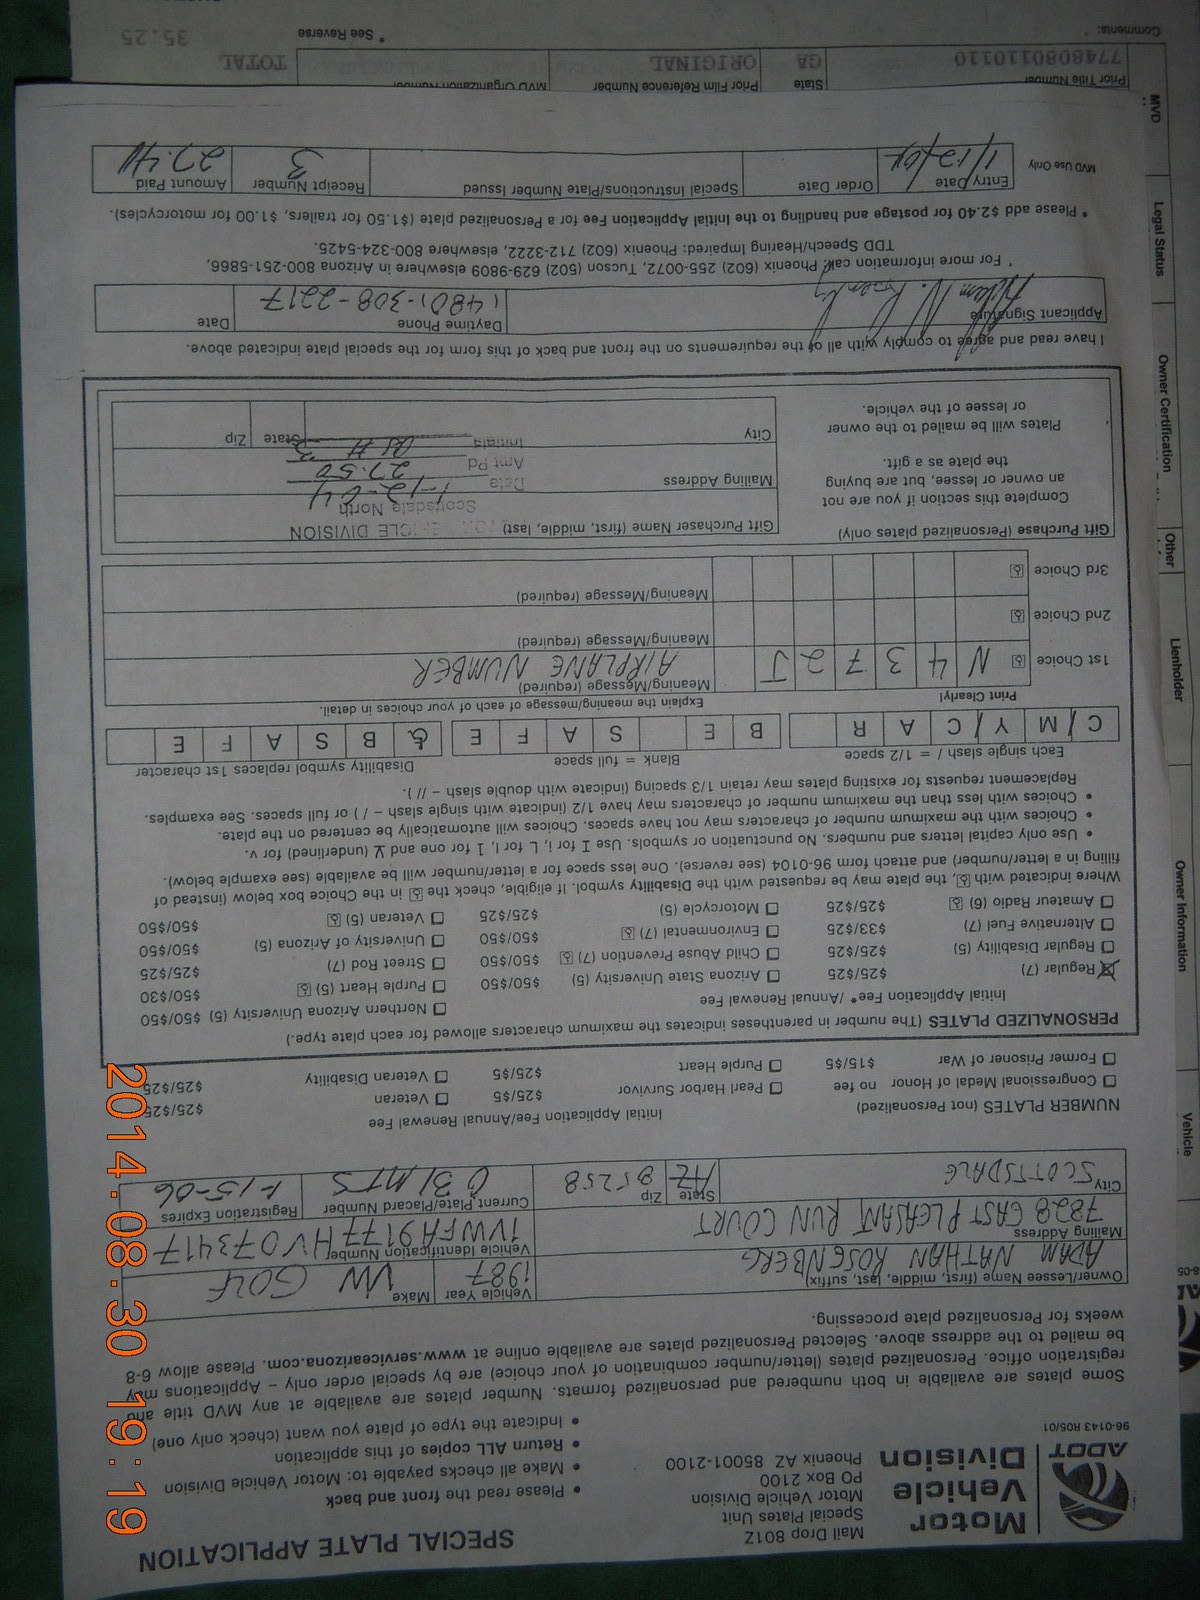 Motor
Vehicle
Division
ADOT
96-0143 R05/01
Mail Drop 801Z
Special Plates Unit
Motor Vehicle Division
PO Box 2100
Phoenix AZ 85001-2100
SPECIAL PLATE APPLICATION
• Please read the front and back
• Make all checks payable to: Motor Vehicle Division
• Return ALL copies of this application
• Indicate the type of plate you want (check only one)
Some plates are available in both numbered and personalized formats. Number plates are available at any MVD title and
registration office. Personalized plates (letter/number combination of your choice) are by special order only – Applications may
be mailed to the address above. Selected Personalized plates are available online at www.servicearizona.com. Please allow 6-8
weeks for Personalized plate processing.
Owner/Lessee Name (first, middle, last, suffix)
ADAM NATHAN ROSENBERG
Vehicle Year 1987
Make VW GOLF
Mailing Address
7828 EAST PLEASANT RUN COURT
Vehicle Identification Number
1VWFA9177HV073417
City SCOTTSDALE
State AZ
Zip 85258
Current Plate/Placard Number
Registration Expires
1-15-06
NUMBER PLATES (not Personalized)
Initial Application Fee/Annual Renewal Fee
Congressional Medal of Honor no fee
Former Prisoner of War $15/$5
Pearl Harbor Survivor $25/$5
Purple Heart $25/$5
Veteran $25/$25
Veteran Disability $25/$25
PERSONALIZED PLATES (The number in parentheses indicates the maximum characters allowed for each plate type.)
Initial Application Fee* /Annual Renewal Fee
Regular (7) $25/$25
Regular Disability (5) $25/$25
Alternative Fuel (7) $33/$25
Amateur Radio (6) $25/$25
Arizona State University (5) $50/$50
Child Abuse Prevention (7) $50/$50
Environmental (7) $50/$50
Motorcycle (5) $25/$25
Northern Arizona University (5) $50/$50
Purple Heart (5) $50/$30
Street Rod (7) $25/$25
University of Arizona (5) $50/$50
Veteran (5) $50/$50
Where indicated with ♿, the plate may be requested with the Disability symbol. If eligible, check the ♿ in the Choice box below (instead of
filling in a letter/number) and attach form 96-0104 (see reverse). One less space for a letter/number will be available (see example below).
• Use only capital letters and numbers. No punctuation or symbols. Use I for i, L for l, 1 for one and V (underlined) for v.
• Choices with the maximum number of characters may not have spaces. Choices will automatically be centered on the plate.
• Choices with less than the maximum number of characters may have 1/2 (indicate with single slash – / ) or full spaces. See examples.
Replacement requests for existing plates may retain 1/3 spacing (indicate with double slash – // ).
Each single slash / = 1/2 space
Blank = full space
Disability symbol replaces 1st character
C / M Y / C A R
B E S A F E
♿ B S A F E
Print Clearly!
Explain the meaning/message of each of your choices in detail.
1st Choice N 4 3 7 2 J
Meaning/Message (required)
AIRPLANE NUMBER
2nd Choice
Meaning/Message (required)
3rd Choice
Meaning/Message (required)
Gift Purchase (Personalized plates only)
Complete this section if you are not
an owner or lessee, but are buying
the plate as a gift.
Plates will be mailed to the owner
or lessee of the vehicle.
Gift Purchaser Name (first, middle, last)
Mailing Address
City
State
Zip
DIVISION
Scottsdale North
Date 1-12-04
Amt Pd 27.50
Initials
I have read and agree to comply with all of the requirements on the front and back of this form for the special plate indicated above.
Applicant Signature
Adam N. Rosenberg
Daytime Phone
1480-308-2217
Date
* For more information call: Phoenix (602) 255-0072, Tucson (502) 629-9809 elsewhere in Arizona 800-251-5866,
TDD Speech/Hearing Impaired: Phoenix (602) 712-3222, elsewhere 800-324-5425.
* Please add $2.40 for postage and handling to the Initial Application Fee for a Personalized plate ($1.50 for trailers, $1.00 for motorcycles).
MVD Use Only
Entry Date 1/12/04
Order Date
Special Instructions/Plate Number Issued
Receipt Number 3
Amount Paid 27.40
Prior Title Number
7748080110110
State
GA
Prior Film Reference Number
ORIGINAL
MVD Organization Number
TOTAL
35.25
Comments:
* See Reverse
MVD
Legal Status
Owner Certification
Other
Lienholder
Owner Information
Vehicle
2014.08.30 19:19